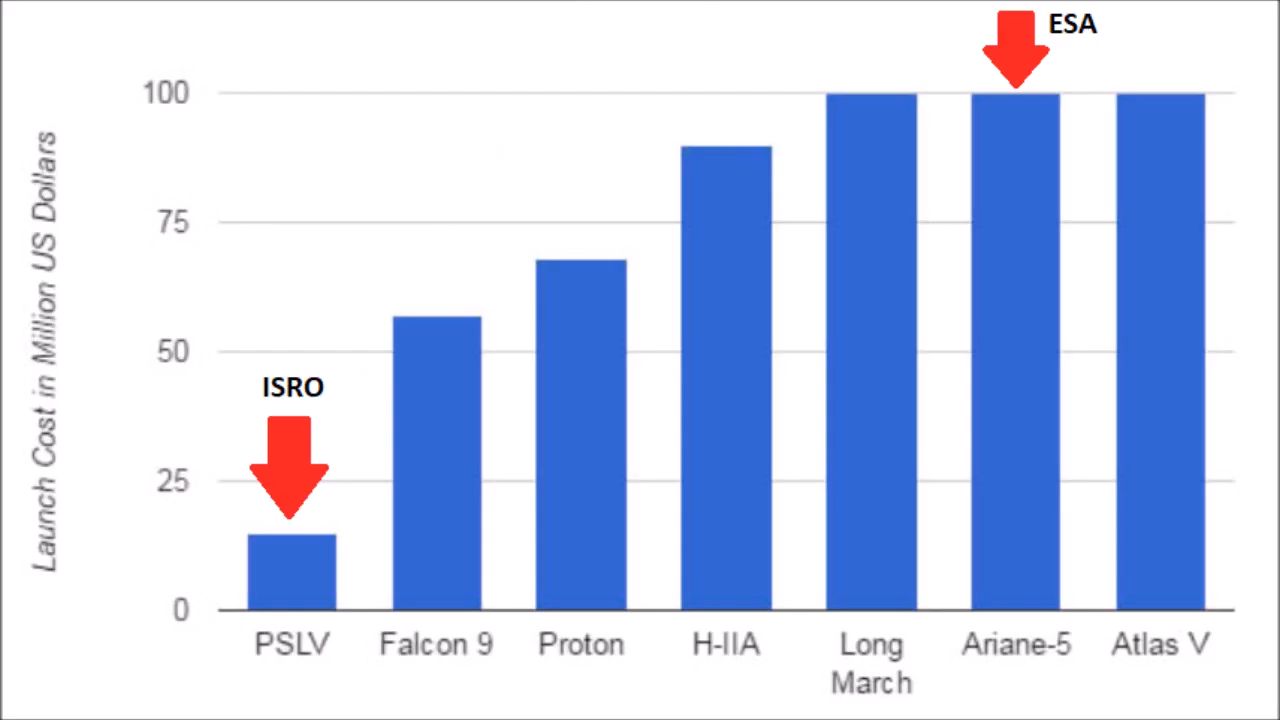 ESA
100
75
50
25
0
Launch Cost in Million US Dollars
ISRO
PSLV
Falcon 9
Proton
H-IIA
Long
March
Ariane-5
Atlas V